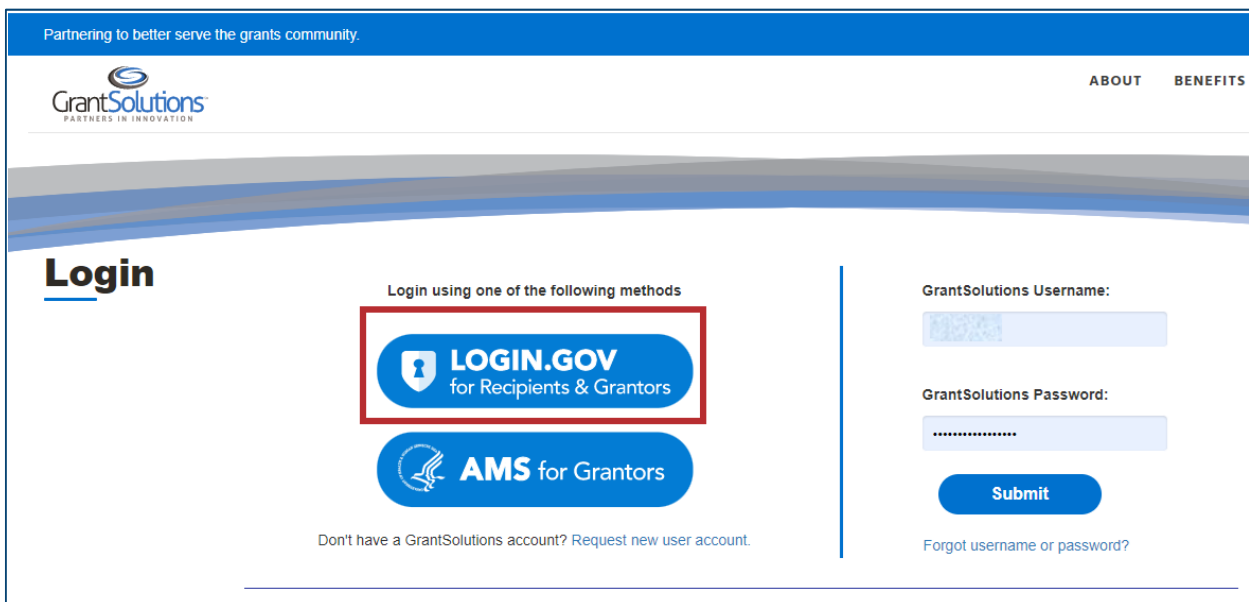 Partnering to better serve the grants community.
GrantSolutions
PARTNERS IN INNOVATION
ABOUT BENEFITS
Login
Login using one of the following methods
LOGIN.GOV
for Recipients & Grantors
AMS for Grantors
Don't have a GrantSolutions account? Request new user account.
GrantSolutions Username:
GrantSolutions Password:
•••••••••••••••••
Submit
Forgot username or password?